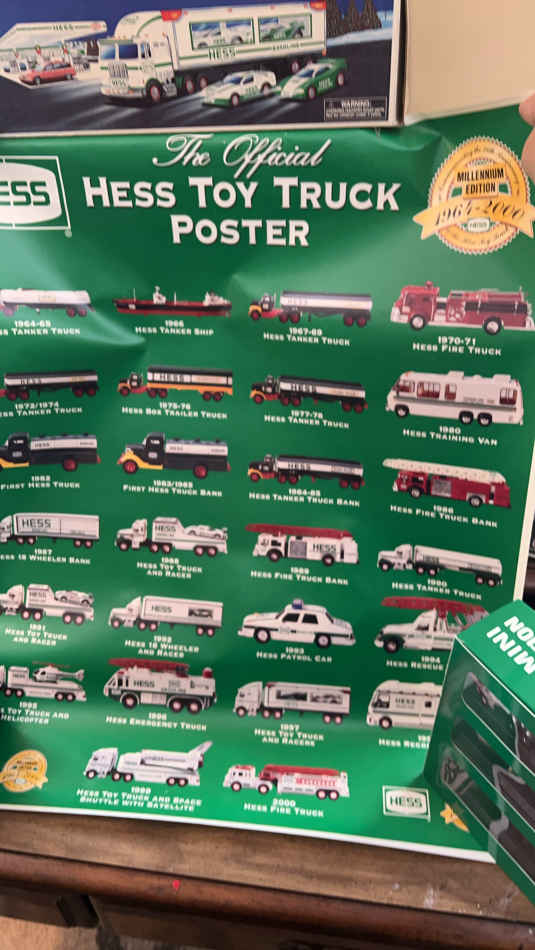 HESS
HESS
GASOLINE
WARNING:
The Official
HESS TOY TRUCK
POSTER
ESS
MILLENNIUM
EDITION
1964-2000
HESS
1964-65
SS TANKER TRUCK
1966
HESS TANKER SHIP
1967-69
HESS TANKER TRUCK
1970-71
HESS FIRE TRUCK
1972/1974
ESS TANKER TRUCK
1975-76
HESS BOX TRAILER TRUCK
1977-78
HESS TANKER TRUCK
1980
HESS TRAINING VAN
1982
FIRST HESS TRUCK
1983/1985
FIRST HESS TRUCK BANK
1984-85
HESS TANKER TRUCK BANK
1986
HESS FIRE TRUCK BANK
1987
ESS 18 WHEELER BANK
1988
HESS TOY TRUCK
AND RACER
1989
HESS FIRE TRUCK BANK
1990
HESS TANKER TRUCK
1991
HESS TOY TRUCK
AND RACER
1992
HESS 18 WHEELER
AND RACER
1993
HESS PATROL CAR
1994
HESS RESCUE
1995
S TOY TRUCK AND
HELICOPTER
1996
HESS EMERGENCY TRUCK
1997
HESS TOY TRUCK
AND RACERS
HESS
1999
HESS TOY TRUCK AND SPACE
SHUTTLE WITH SATELLITE
2000
HESS FIRE TRUCK
HESS
MINI